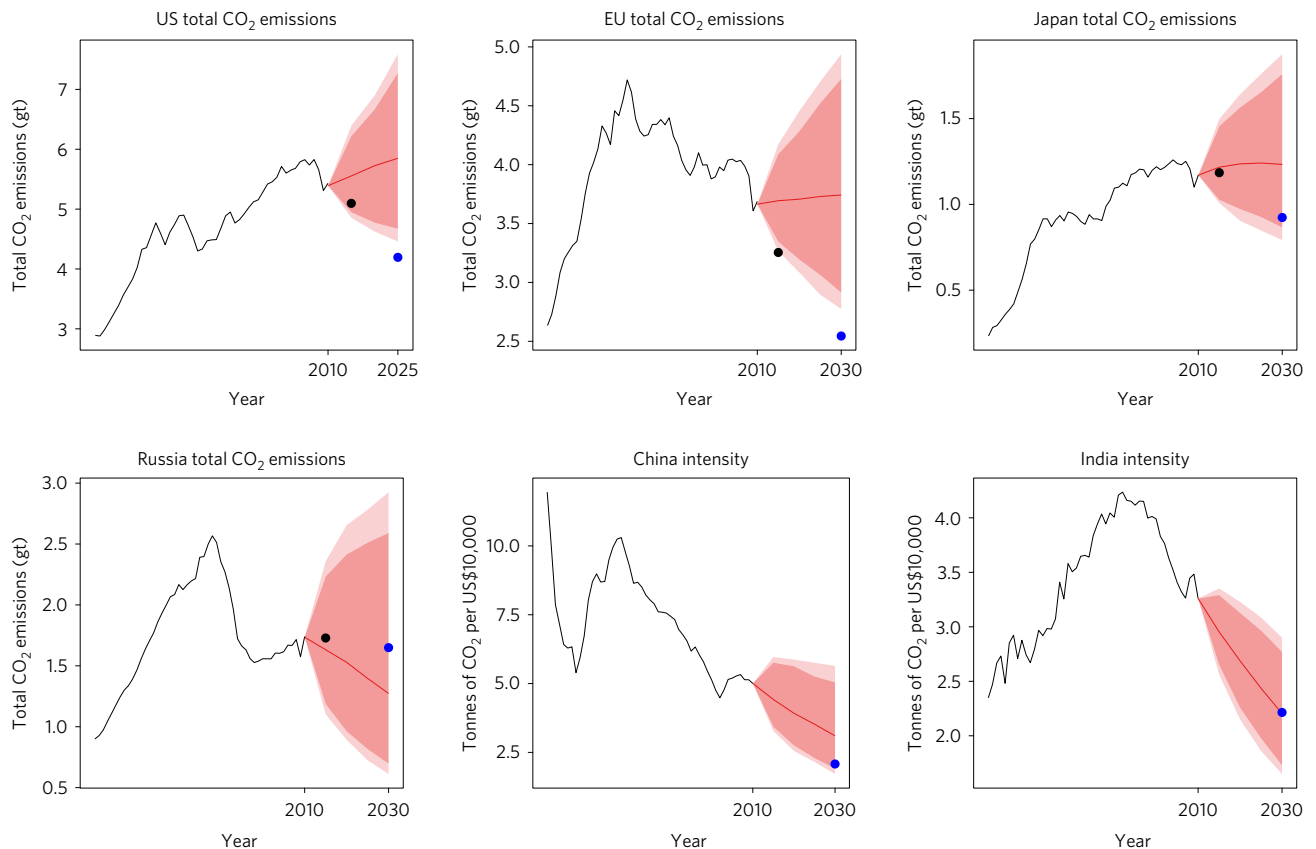 US total CO₂ emissions
Total CO₂ emissions (gt)
7
6
5
4
3
2010
2025
Year
EU total CO₂ emissions
Total CO₂ emissions (gt)
5.0
4.5
4.0
3.5
3.0
2.5
2010
2030
Year
Japan total CO₂ emissions
Total CO₂ emissions (gt)
1.5
1.0
0.5
2010
2030
Year
Russia total CO₂ emissions
Total CO₂ emissions (gt)
3.0
2.5
2.0
1.5
1.0
0.5
2010
2030
Year
China intensity
Tonnes of CO₂ per US$10,000
10.0
7.5
5.0
2.5
2010
2030
Year
India intensity
Tonnes of CO₂ per US$10,000
4.0
3.5
3.0
2.5
2.0
2010
2030
Year